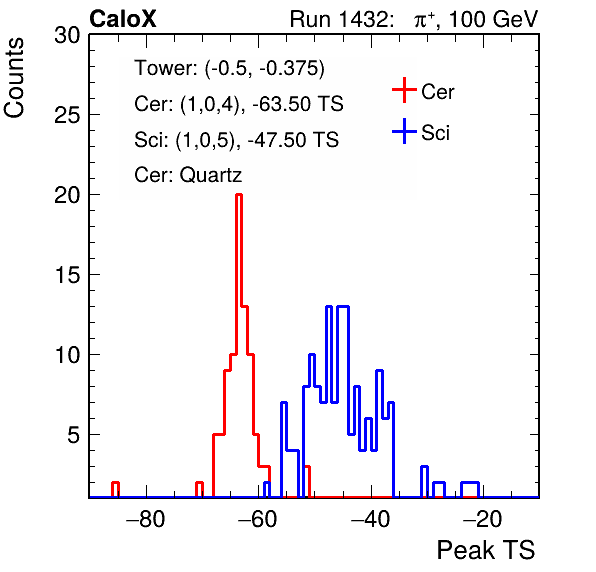 CaloX Run 1432: π⁺, 100 GeV
Counts
30
25
20
15
10
5
Tower: (-0.5, -0.375)
Cer: (1,0,4), -63.50 TS
Sci: (1,0,5), -47.50 TS
Cer: Quartz
Cer
Sci
−80 −60 −40 −20
Peak TS